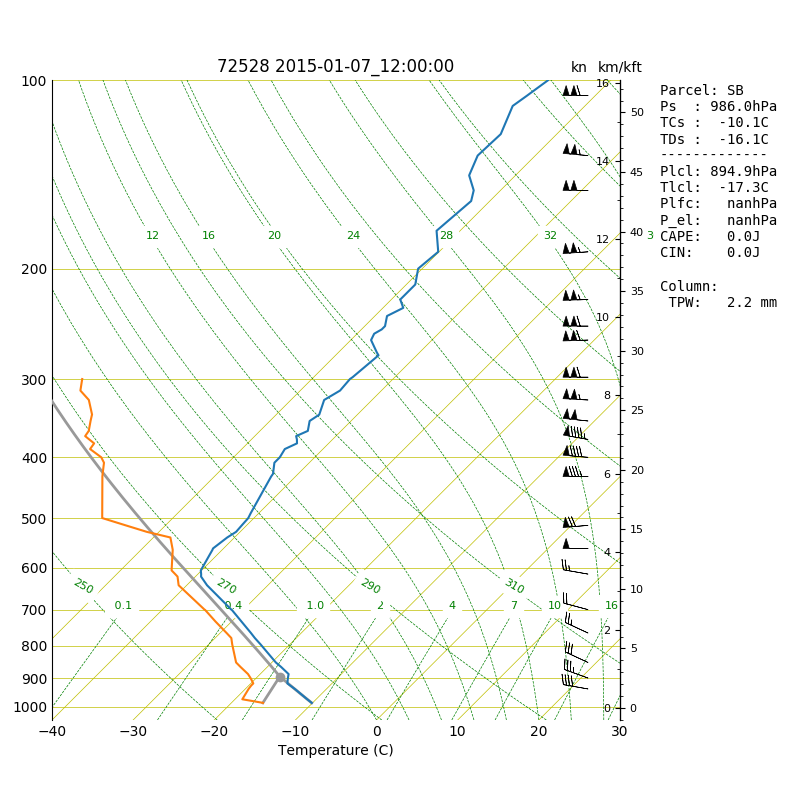 72528 2015-01-07_12:00:00
kn km/kft
100
200
300
400
500
600
700
800
900
1000
−40 −30 −20 −10 0 10 20 30
Temperature (C)
12 16 20 24 28 32 3
250 270 290 310
0.1 0.4 1.0 2 4 7 10 16
16
14
12
10
8
6
4
2
0
50
45
40
35
30
25
20
15
10
5
0
Parcel: SB
Ps : 986.0hPa
TCs : -10.1C
TDs : -16.1C
-------------
Plcl: 894.9hPa
Tlcl: -17.3C
Plfc: nanhPa
P_el: nanhPa
CAPE: 0.0J
CIN: 0.0J
Column:
TPW: 2.2 mm